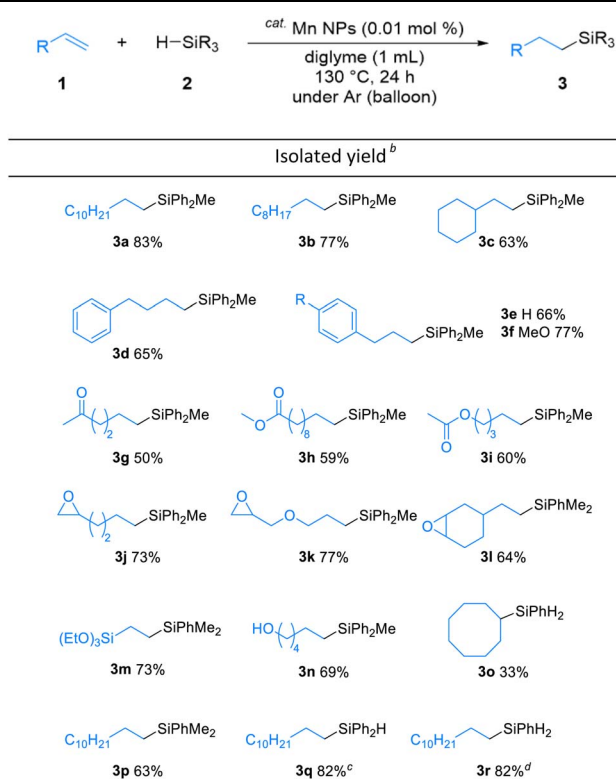 R + H–SiR₃ cat. Mn NPs (0.01 mol %) R SiR₃
diglyme (1 mL)
130 °C, 24 h
under Ar (balloon)
1 2 3
Isolated yield b
C₁₀H₂₁ SiPh₂Me C₈H₁₇ SiPh₂Me SiPh₂Me
3a 83% 3b 77% 3c 63%
SiPh₂Me R SiPh₂Me 3e H 66%
3f MeO 77%
3d 65%
O ( )₂ SiPh₂Me O O ( )₈ SiPh₂Me O O ( )₃ SiPh₂Me
3g 50% 3h 59% 3i 60%
O ( )₂ SiPh₂Me O O SiPh₂Me O SiPhMe₂
3j 73% 3k 77% 3l 64%
(EtO)₃Si SiPhMe₂ HO ( )₄ SiPh₂Me SiPhH₂
3m 73% 3n 69% 3o 33%
C₁₀H₂₁ SiPhMe₂ C₁₀H₂₁ SiPh₂H C₁₀H₂₁ SiPhH₂
3p 63% 3q 82%c 3r 82%d